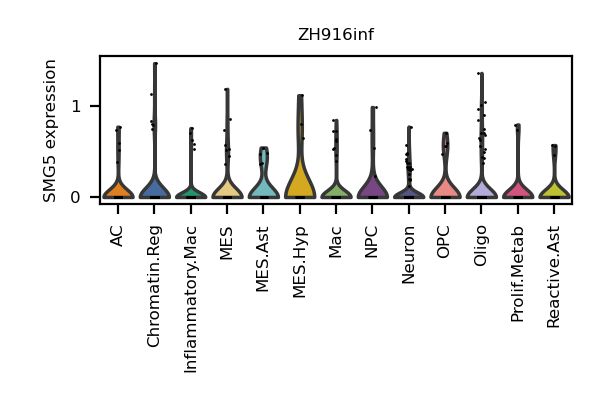 ZH916inf
SMG5 expression
1
0
AC
Chromatin.Reg
Inflammatory.Mac
MES
MES.Ast
MES.Hyp
Mac
NPC
Neuron
OPC
Oligo
Prolif.Metab
Reactive.Ast